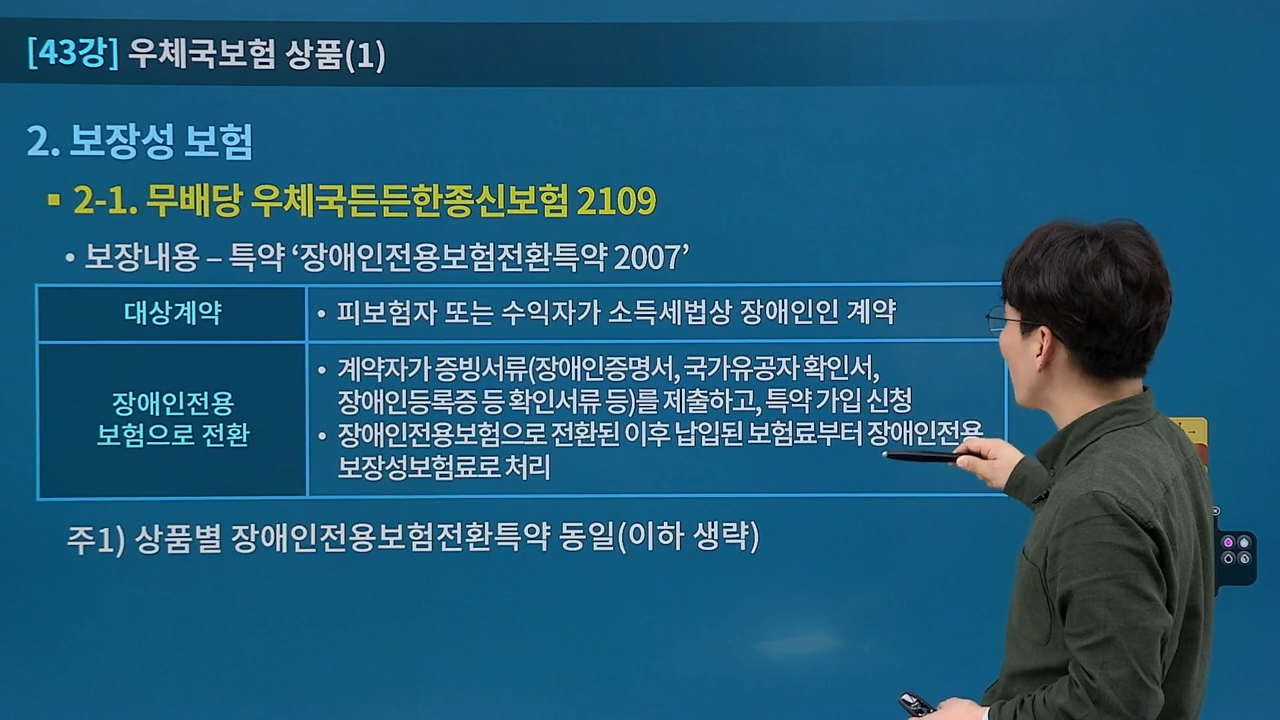 [43강] 우체국보험 상품(1)
2. 보장성 보험
▪ 2-1. 무배당 우체국든든한종신보험 2109
• 보장내용 – 특약 ‘장애인전용보험전환특약 2007’
대상계약
• 피보험자 또는 수익자가 소득세법상 장애인인 계약
장애인전용
보험으로 전환
• 계약자가 증빙서류(장애인증명서, 국가유공자 확인서,
장애인등록증 등 확인서류 등)를 제출하고, 특약 가입 신청
• 장애인전용보험으로 전환된 이후 납입된 보험료부터 장애인전용
보장성보험료로 처리
주1) 상품별 장애인전용보험전환특약 동일(이하 생략)